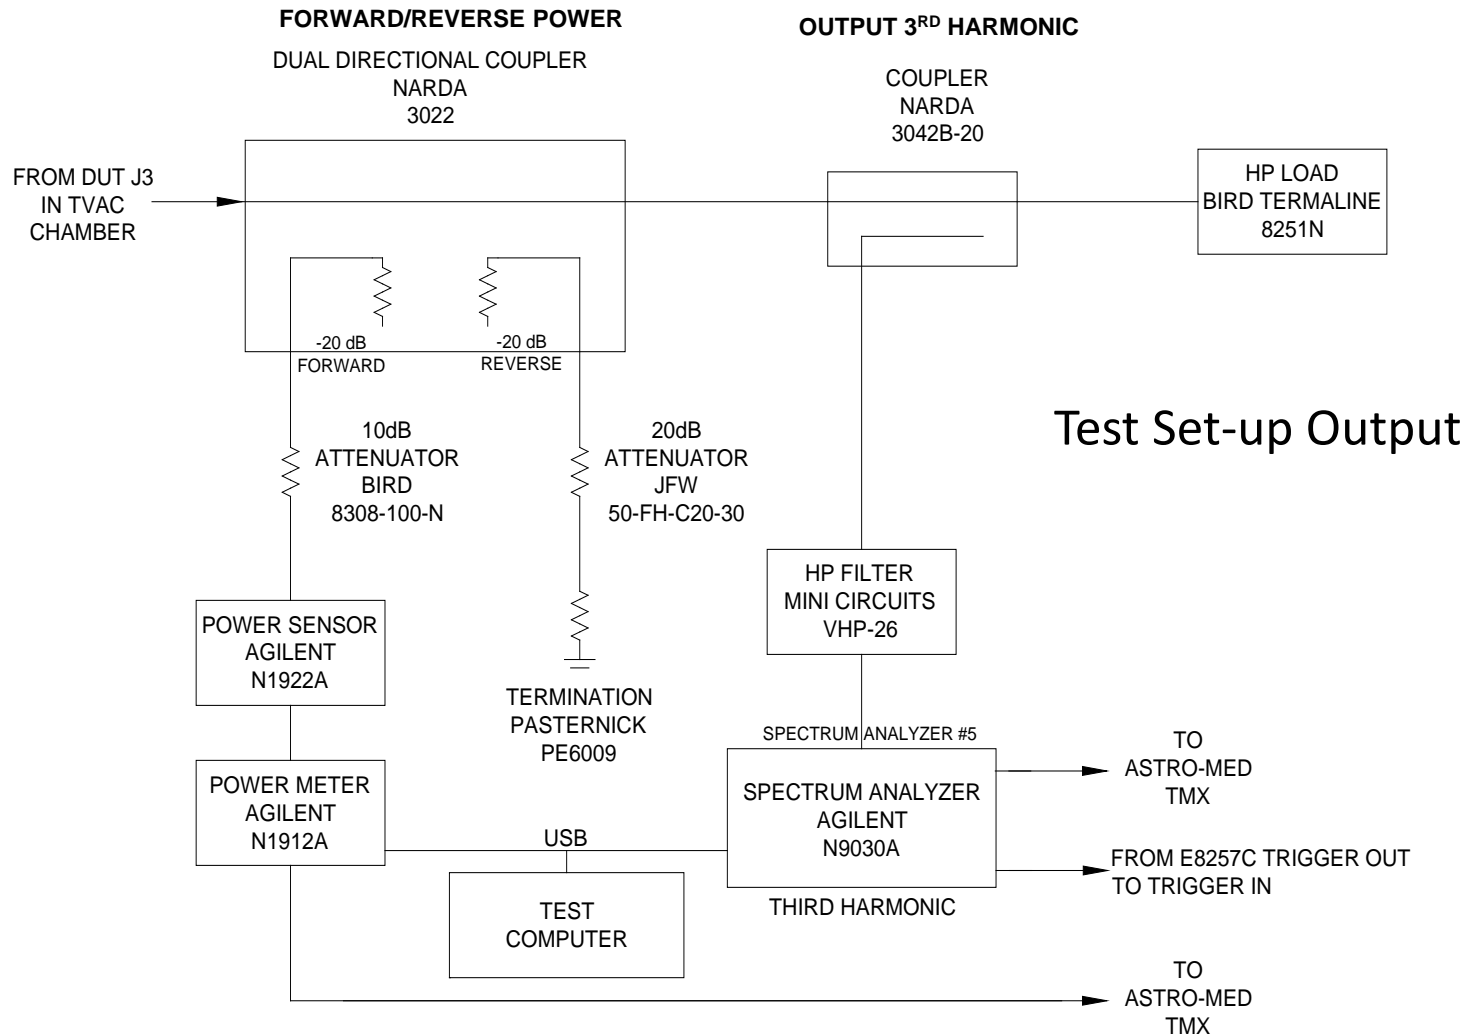 FORWARD/REVERSE POWER
DUAL DIRECTIONAL COUPLER
NARDA
3022
OUTPUT 3RD HARMONIC
COUPLER
NARDA
3042B-20
FROM DUT J3
IN TVAC
CHAMBER
HP LOAD
BIRD TERMALINE
8251N
-20 dB
FORWARD
-20 dB
REVERSE
10dB
ATTENUATOR
BIRD
8308-100-N
20dB
ATTENUATOR
JFW
50-FH-C20-30
Test Set-up Output
HP FILTER
MINI CIRCUITS
VHP-26
POWER SENSOR
AGILENT
N1922A
TERMINATION
PASTERNICK
PE6009
SPECTRUM ANALYZER #5
SPECTRUM ANALYZER
AGILENT
N9030A
THIRD HARMONIC
TO
ASTRO-MED
TMX
POWER METER
AGILENT
N1912A
USB
TEST
COMPUTER
FROM E8257C TRIGGER OUT
TO TRIGGER IN
TO
ASTRO-MED
TMX